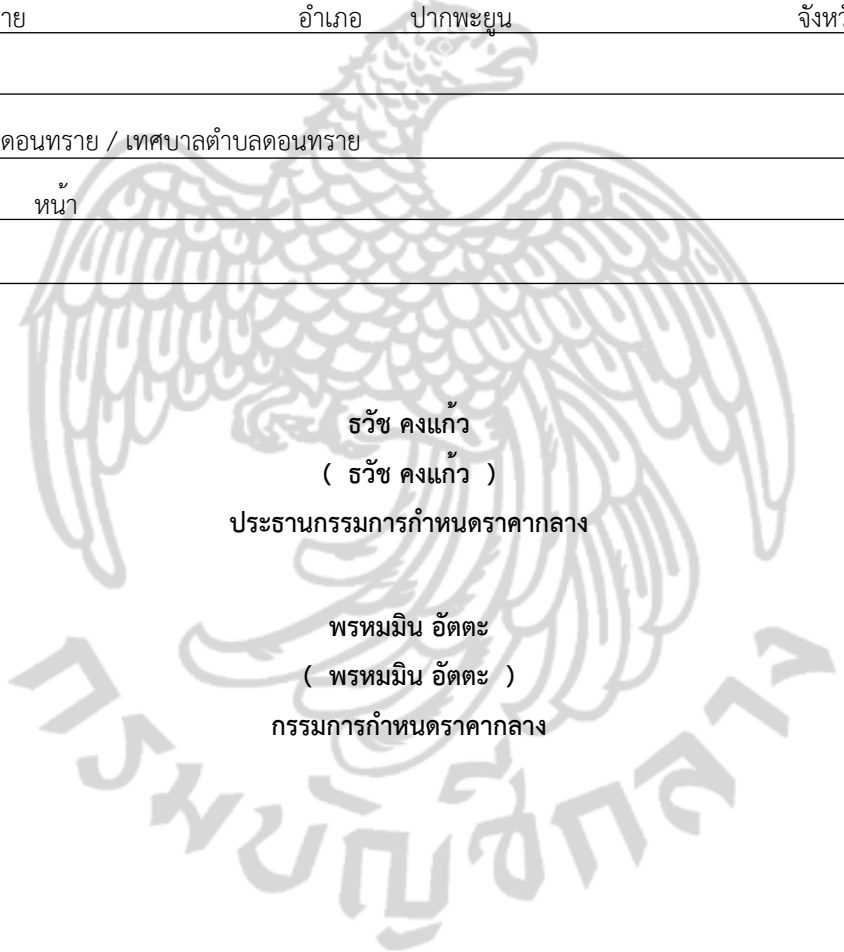 าย อำเภอ ปากพะยูน จังหวั
ดอนทราย / เทศบาลตำบลดอนทราย
หน้า
ธวัช คงแก้ว
( ธวัช คงแก้ว )
ประธานกรรมการกำหนดราคากลาง
พรหมมิน อัตตะ
( พรหมมิน อัตตะ )
กรรมการกำหนดราคากลาง
กรมบัญชีกลาง